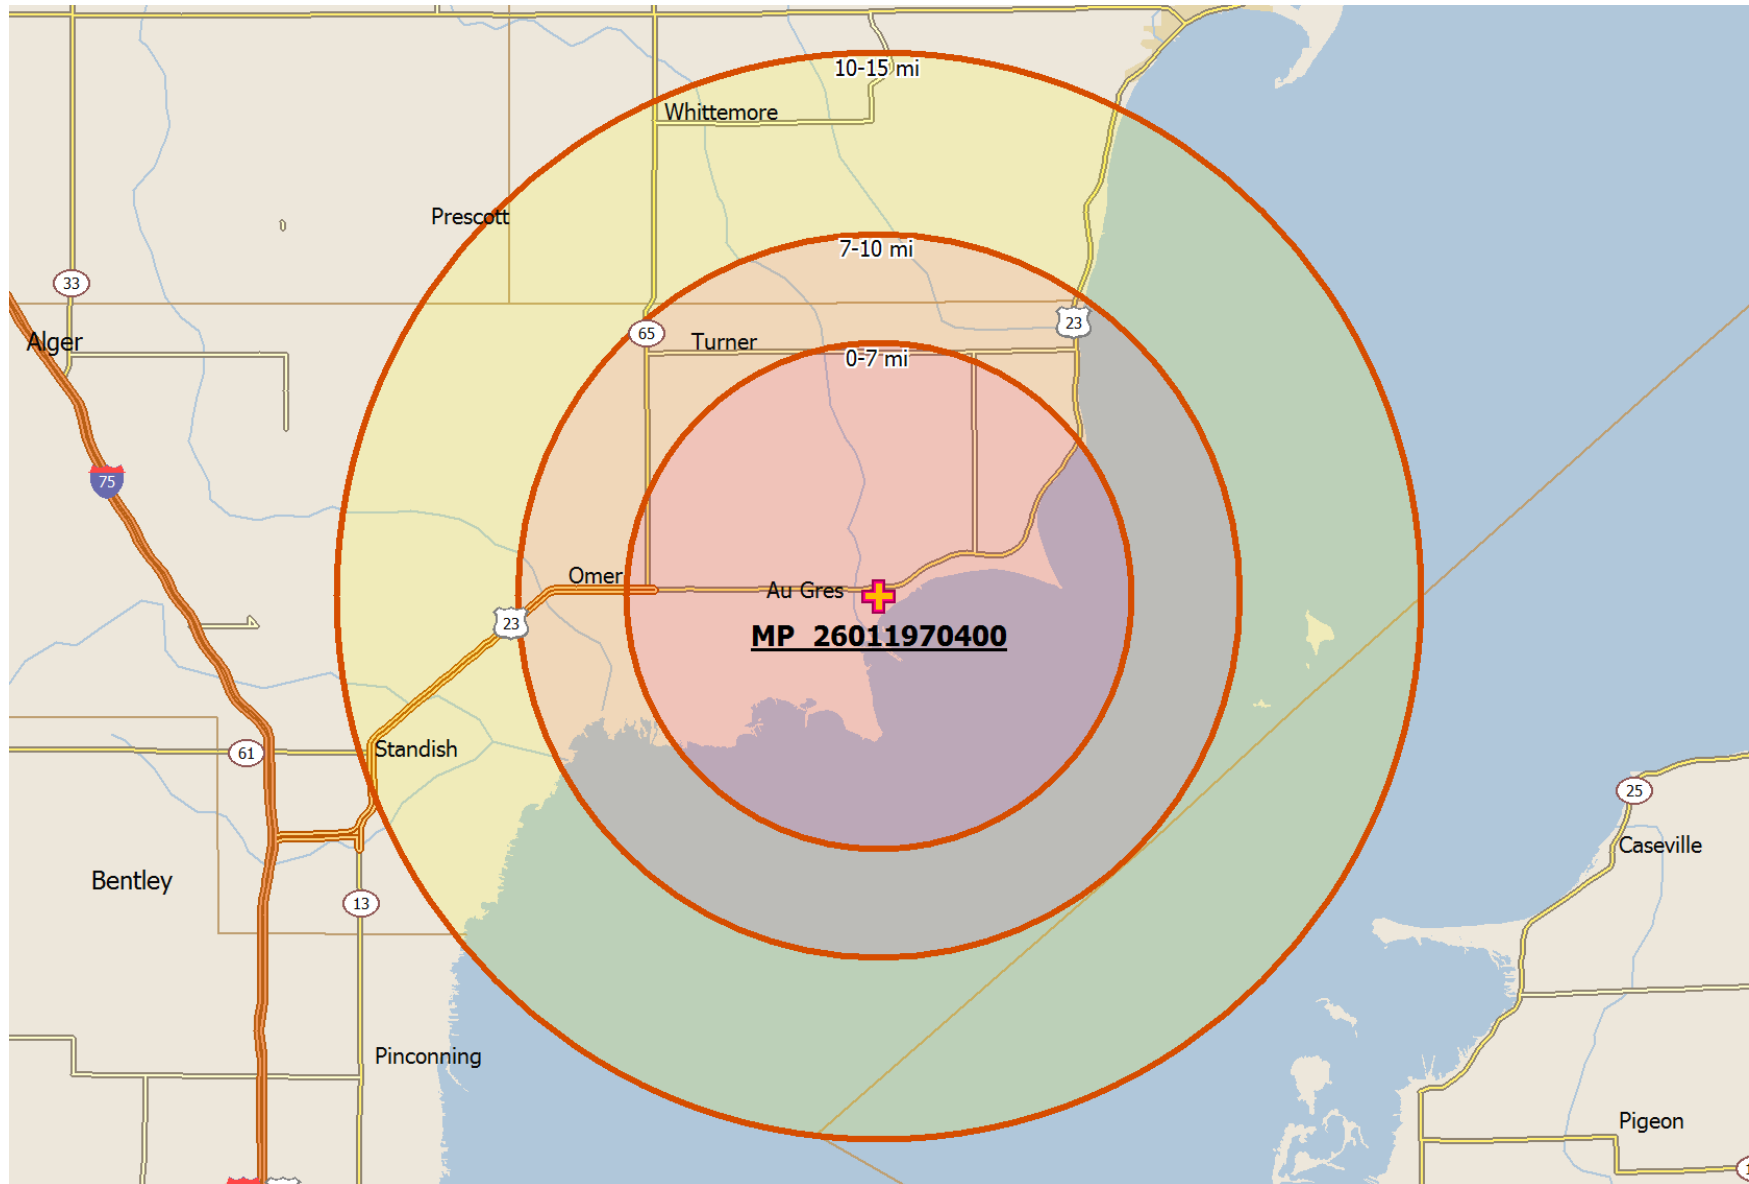 10-15 mi
Whittemore
Prescott
7-10 mi
33
23
65
Alger
Turner
0-7 mi
75
Omer
Au Gres
23
MP 26011970400
61
Standish
25
Caseville
Bentley
13
Pinconning
Pigeon